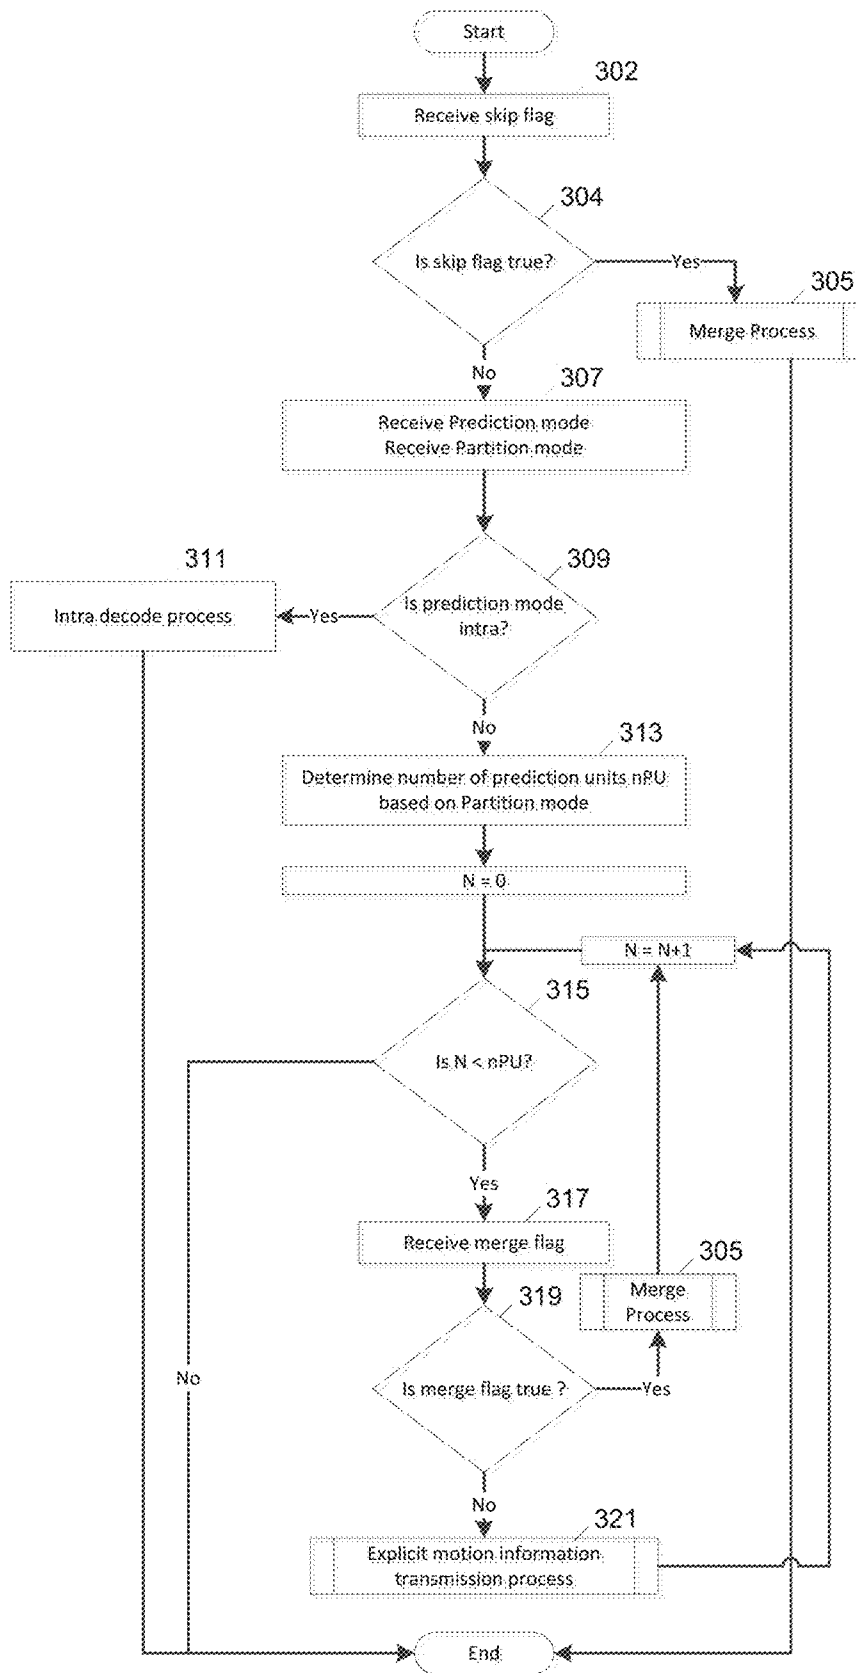 Start
302
Receive skip flag
304
Is skip flag true?
Yes
305
Merge Process
No
307
Receive Prediction mode
Receive Partition mode
311
309
Intra decode process
Yes
Is prediction mode
intra?
No
313
Determine number of prediction units nPU
based on Partition mode
N = 0
N = N+1
315
Is N < nPU?
Yes
317
Receive merge flag
305
Merge
Process
319
No
Is merge flag true ?
Yes
No
321
Explicit motion information
transmission process
End